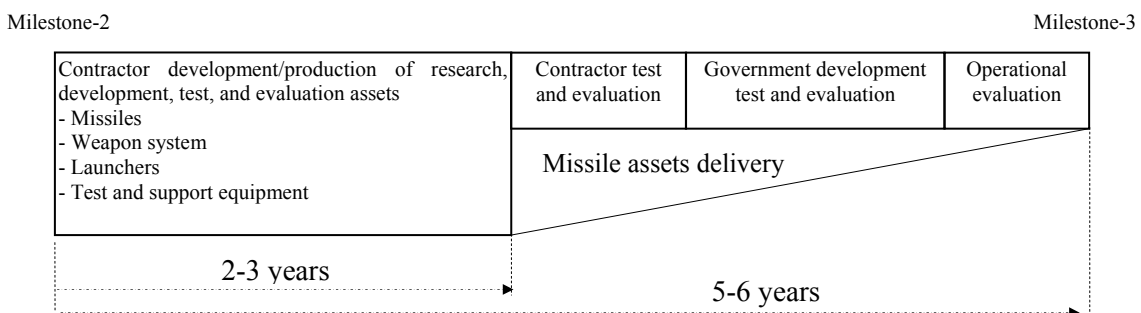 Milestone-2
Milestone-3
Contractor development/production of research,
development, test, and evaluation assets
- Missiles
- Weapon system
- Launchers
- Test and support equipment
Contractor test
and evaluation
Government development
test and evaluation
Operational
evaluation
Missile assets delivery
2-3 years
5-6 years